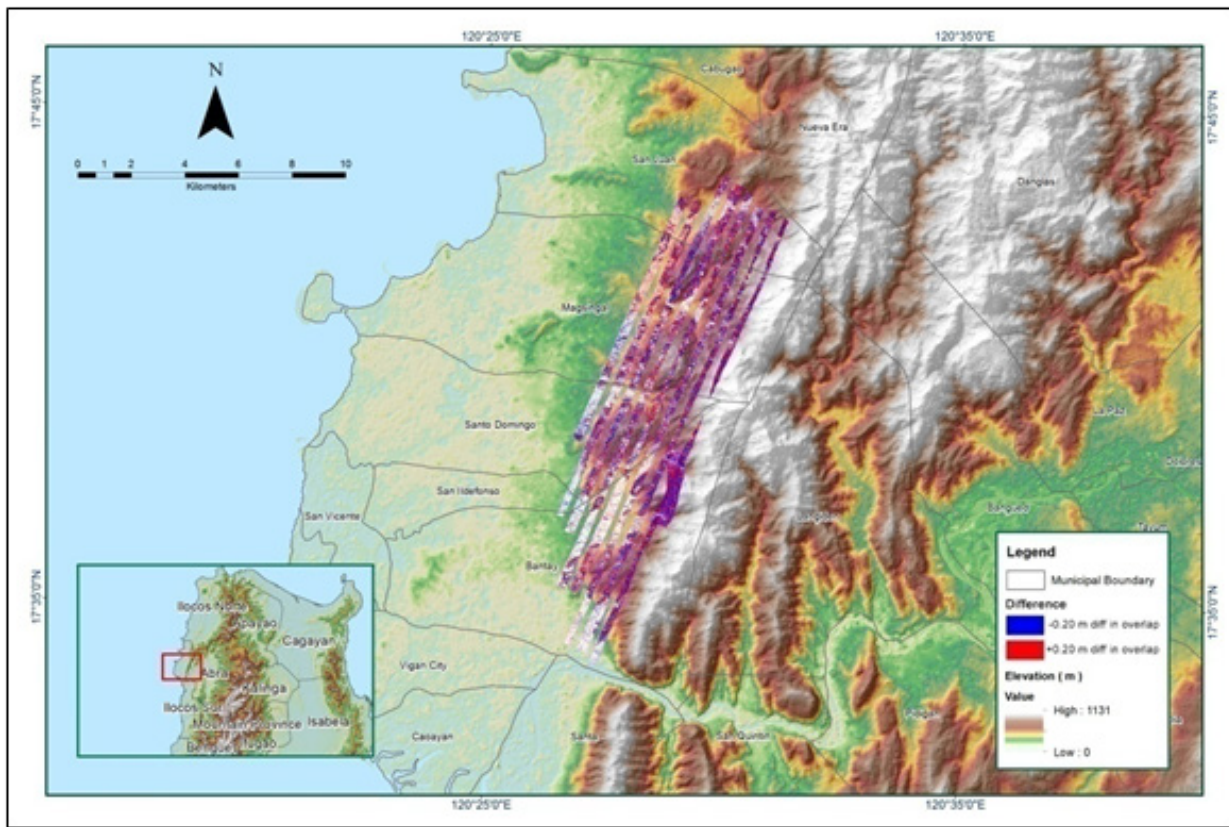 120°25'0"E
120°35'0"E
17°45'0"N
17°45'0"N
N
0 1 2 4 6 8 10
Kilometers
Cabugao
Nueva Era
San Juan
Danglas
Magsingal
La Paz
Santo Domingo
San Ildefonso
San Vicente
Bangued
Bantay
Vigan City
Caoayan
Santa
San Quintin
17°35'0"N
17°35'0"N
Ilocos Norte
Apayao
Cagayan
Abra
Kalinga
Ilocos Sur
Mountain Province
Isabela
Ifugao
Benguet
Legend
Municipal Boundary
Difference
-0.20 m diff in overlap
+0.20 m diff in overlap
Elevation ( m )
Value
High : 1131
Low : 0
120°25'0"E
120°35'0"E